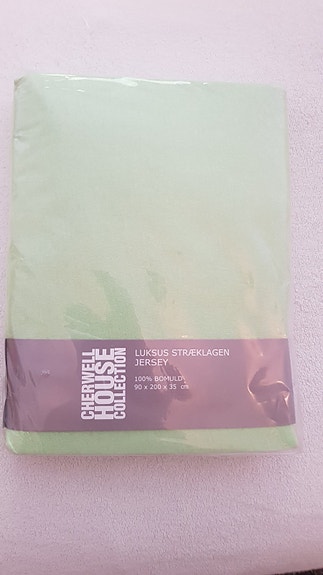 CHERWELL
HOUSE
COLLECTION
LUKSUS STRÆKLAGEN
JERSEY
100% BOMULD
90 x 200 x 35 cm